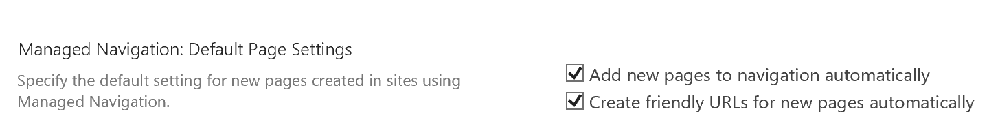 Managed Navigation: Default Page Settings
Specify the default setting for new pages created in sites using
Managed Navigation.
Add new pages to navigation automatically
Create friendly URLs for new pages automatically